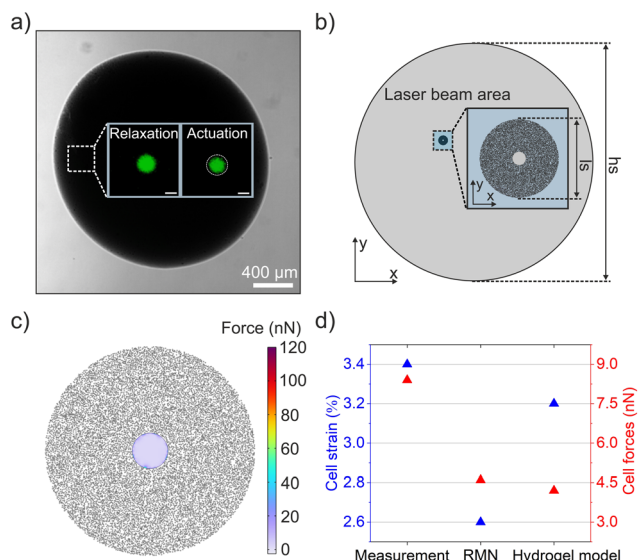 a)
Relaxation
Actuation
400 µm
b)
Laser beam area
y
x
ls
hs
y
x
c)
Force (nN)
120
100
80
60
40
20
0
d)
Cell strain (%)
3.4
3.2
3.0
2.8
2.6
9.0
7.5
6.0
4.5
3.0
Cell forces (nN)
Measurement
RMN
Hydrogel model